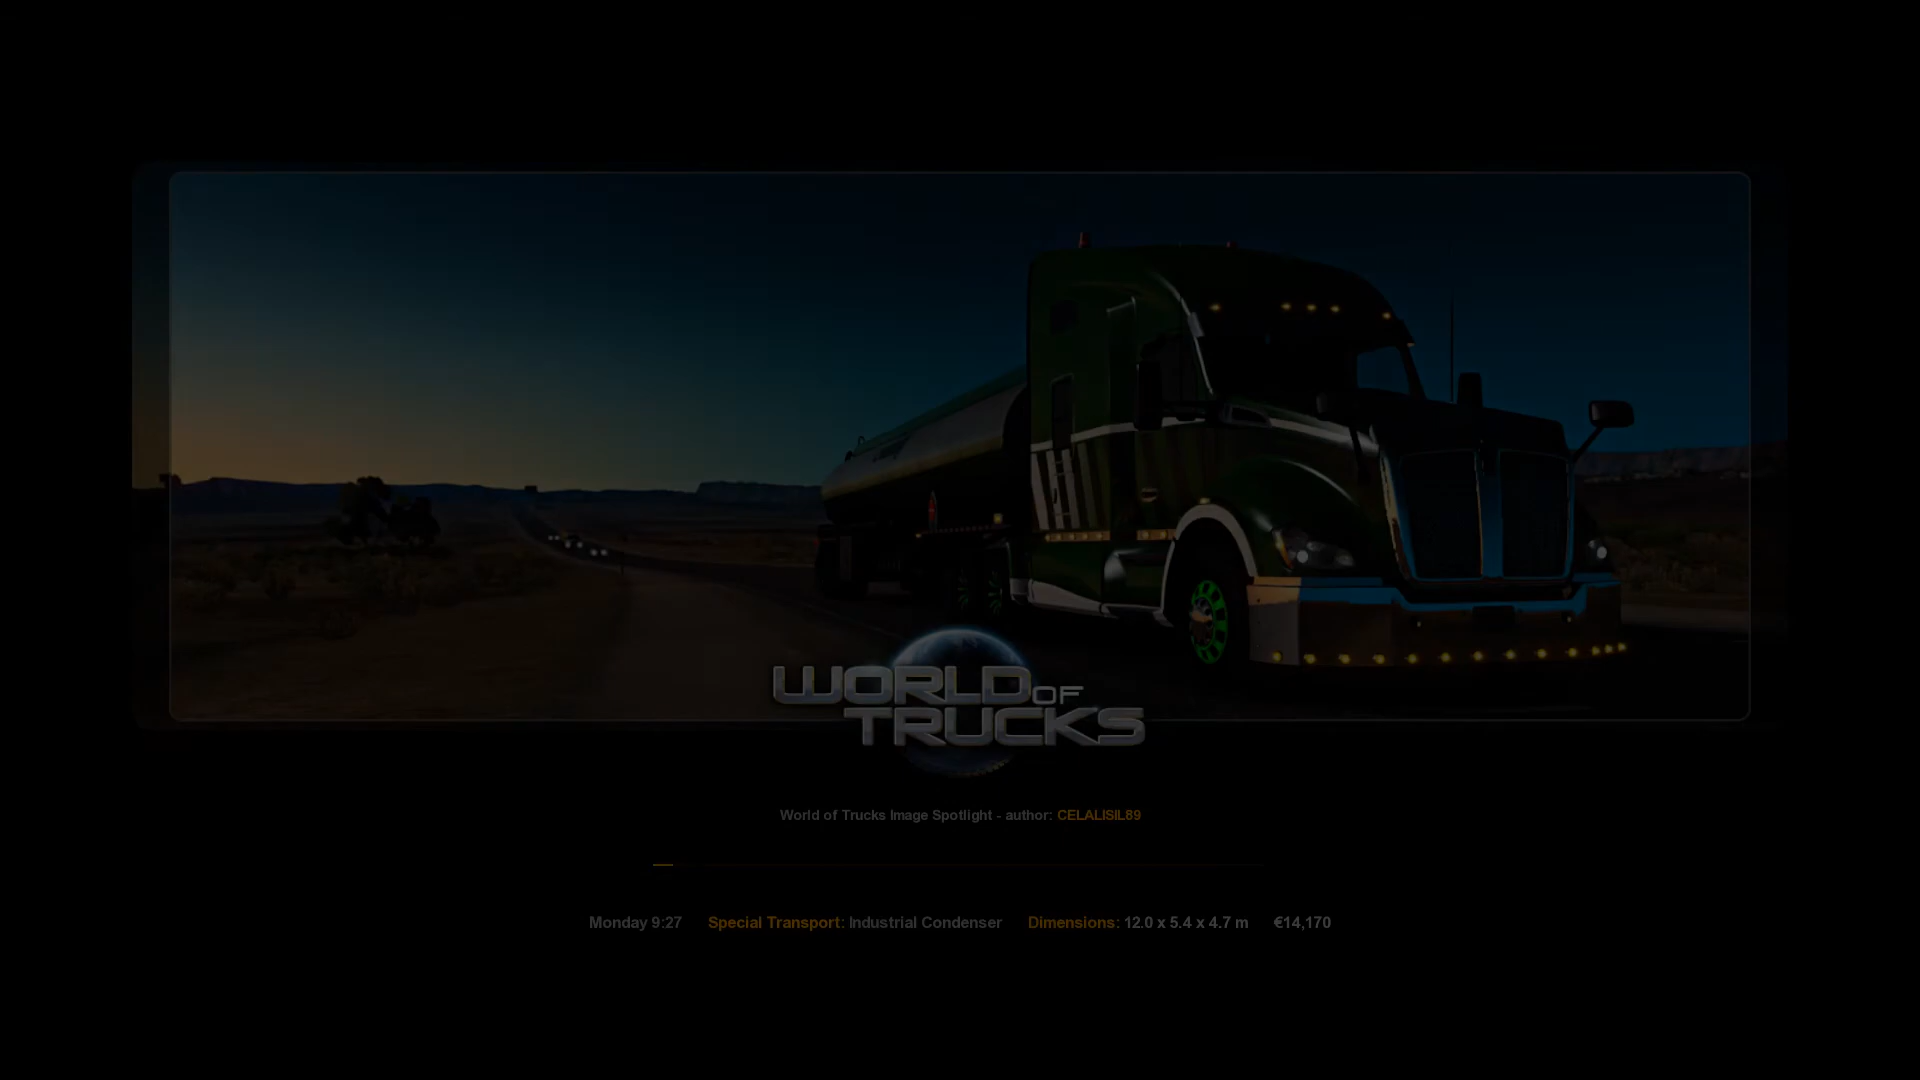 WORLD OF
TRUCKS
World of Trucks Image Spotlight - author: CELALISIL89
Monday 9:27 Special Transport: Industrial Condenser Dimensions: 12.0 x 5.4 x 4.7 m €14,170